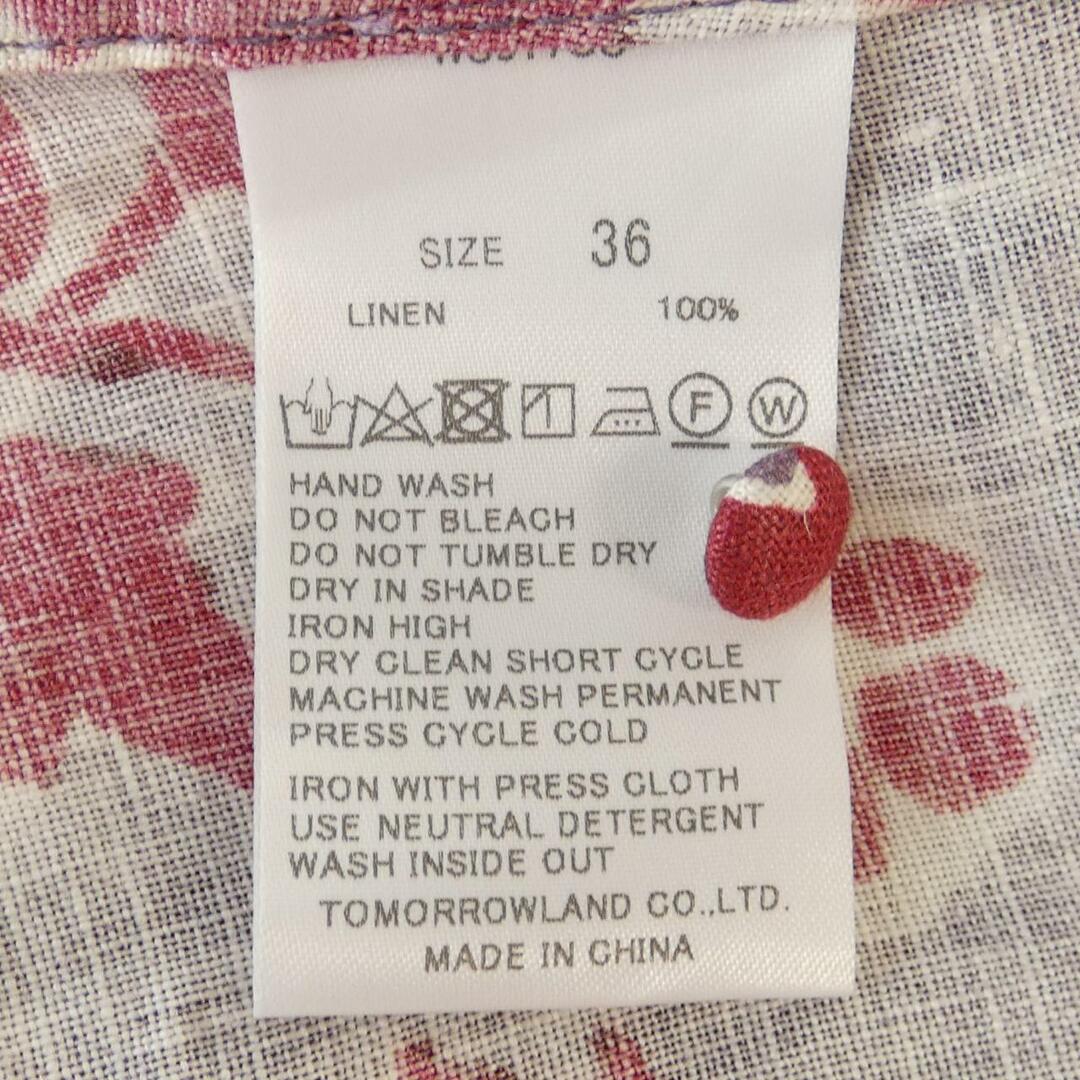 SIZE 36
LINEN 100%
F W
HAND WASH
DO NOT BLEACH
DO NOT TUMBLE DRY
DRY IN SHADE
IRON HIGH
DRY CLEAN SHORT CYCLE
MACHINE WASH PERMANENT
PRESS CYCLE COLD
IRON WITH PRESS CLOTH
USE NEUTRAL DETERGENT
WASH INSIDE OUT
TOMORROWLAND CO.,LTD.
MADE IN CHINA